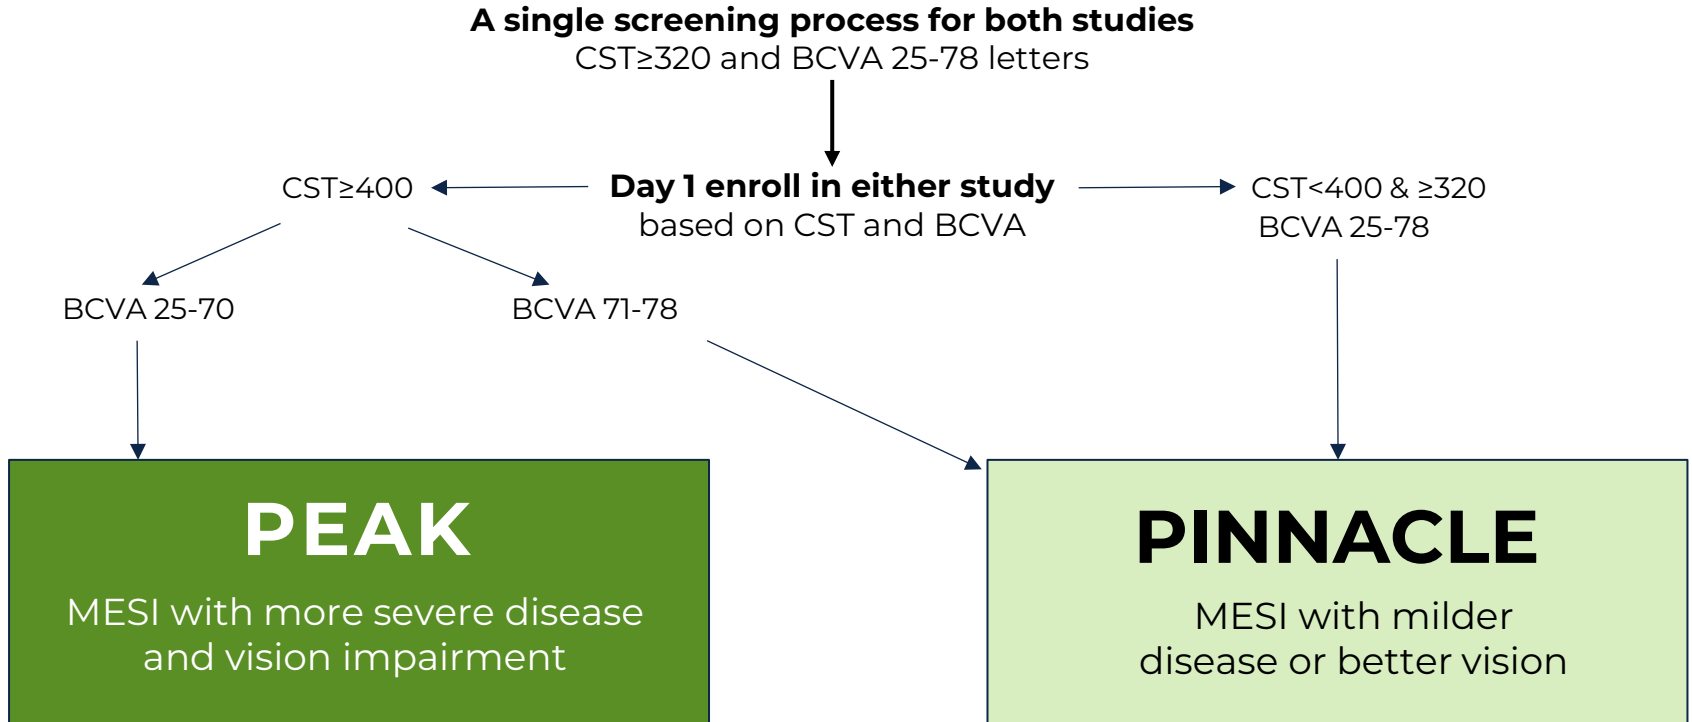 A single screening process for both studies
CST≥320 and BCVA 25-78 letters
CST≥400
Day 1 enroll in either study
based on CST and BCVA
CST<400 & ≥320
BCVA 25-78
BCVA 25-70
BCVA 71-78
PEAK
MESI with more severe disease
and vision impairment
PINNACLE
MESI with milder
disease or better vision